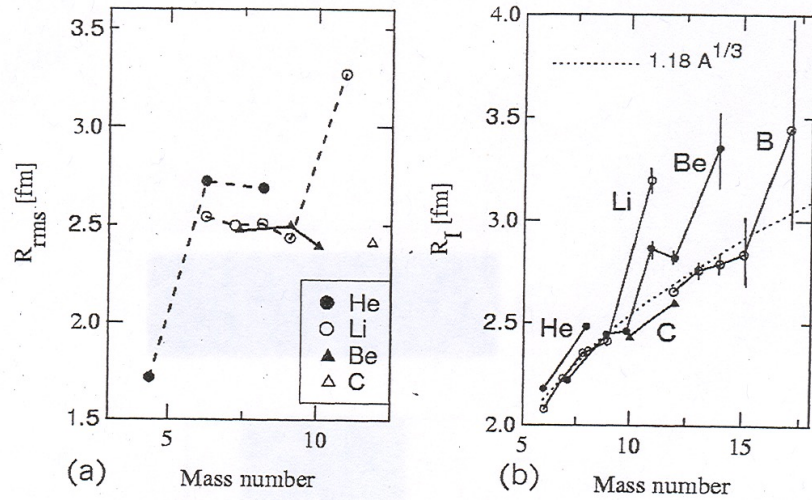 3.5
3.0
2.5
2.0
1.5
R_rms [fm]
5
10
Mass number
(a)
He
Li
Be
C
4.0
3.5
3.0
2.5
2.0
R_I [fm]
1.18 A^1/3
Li
Be
B
He
C
5
10
15
Mass number
(b)